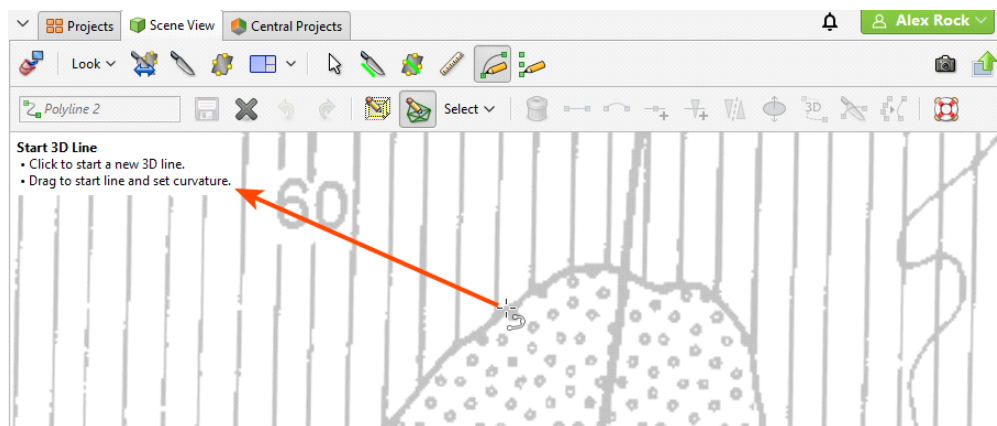 Projects Scene View Central Projects Alex Rock
Look
Polyline 2 Select 3D
Start 3D Line
• Click to start a new 3D line.
• Drag to start line and set curvature.
60